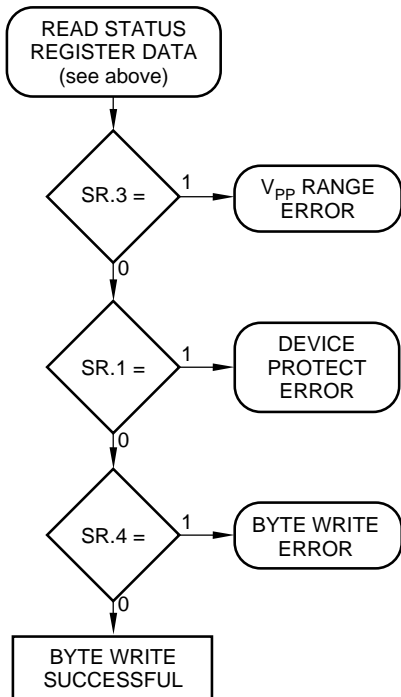 READ STATUS
REGISTER DATA
(see above)
SR.3 =
1
V_PP RANGE
ERROR
0
SR.1 =
1
DEVICE
PROTECT
ERROR
0
SR.4 =
1
BYTE WRITE
ERROR
0
BYTE WRITE
SUCCESSFUL